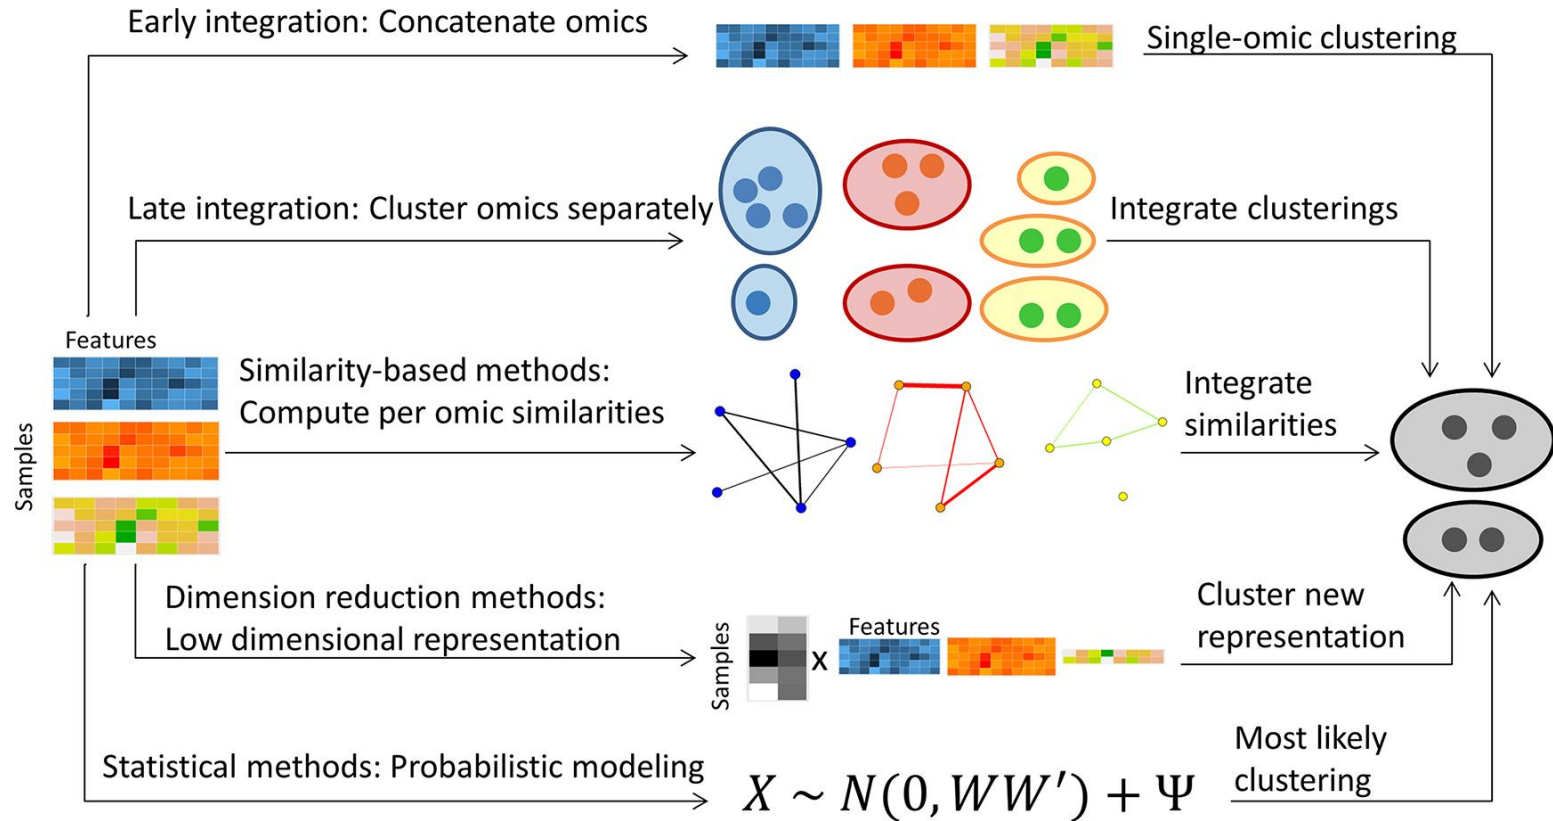 Early integration: Concatenate omics
Single-omic clustering
Late integration: Cluster omics separately
Integrate clusterings
Features
Samples
Similarity-based methods:
Compute per omic similarities
Integrate
similarities
Dimension reduction methods:
Low dimensional representation
Samples
x
Features
Cluster new
representation
Statistical methods: Probabilistic modeling
X ~ N(0, WW′) + Ψ
Most likely
clustering